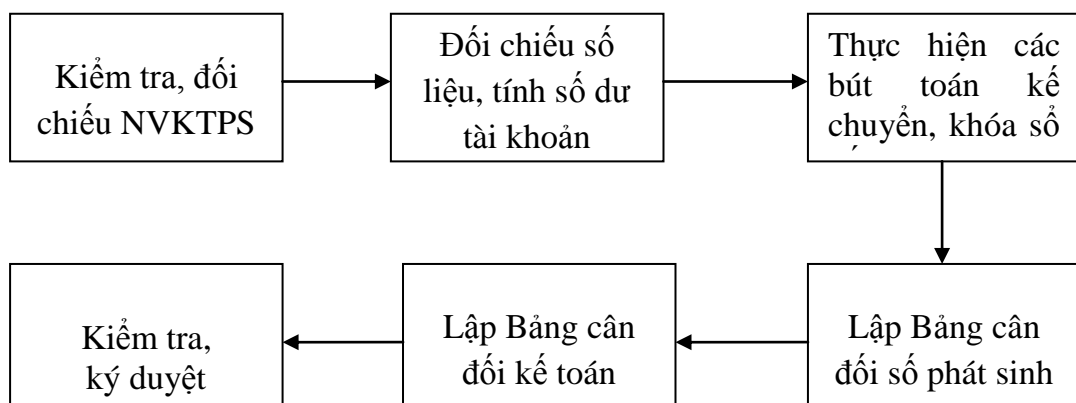 Kiểm tra, đối
chiếu NVKTPS
Đối chiếu số
liệu, tính số dư
tài khoản
Thực hiện các
bút toán kế
chuyển, khóa sổ
Lập Bảng cân
đối số phát sinh
Lập Bảng cân
đối kế toán
Kiểm tra,
ký duyệt